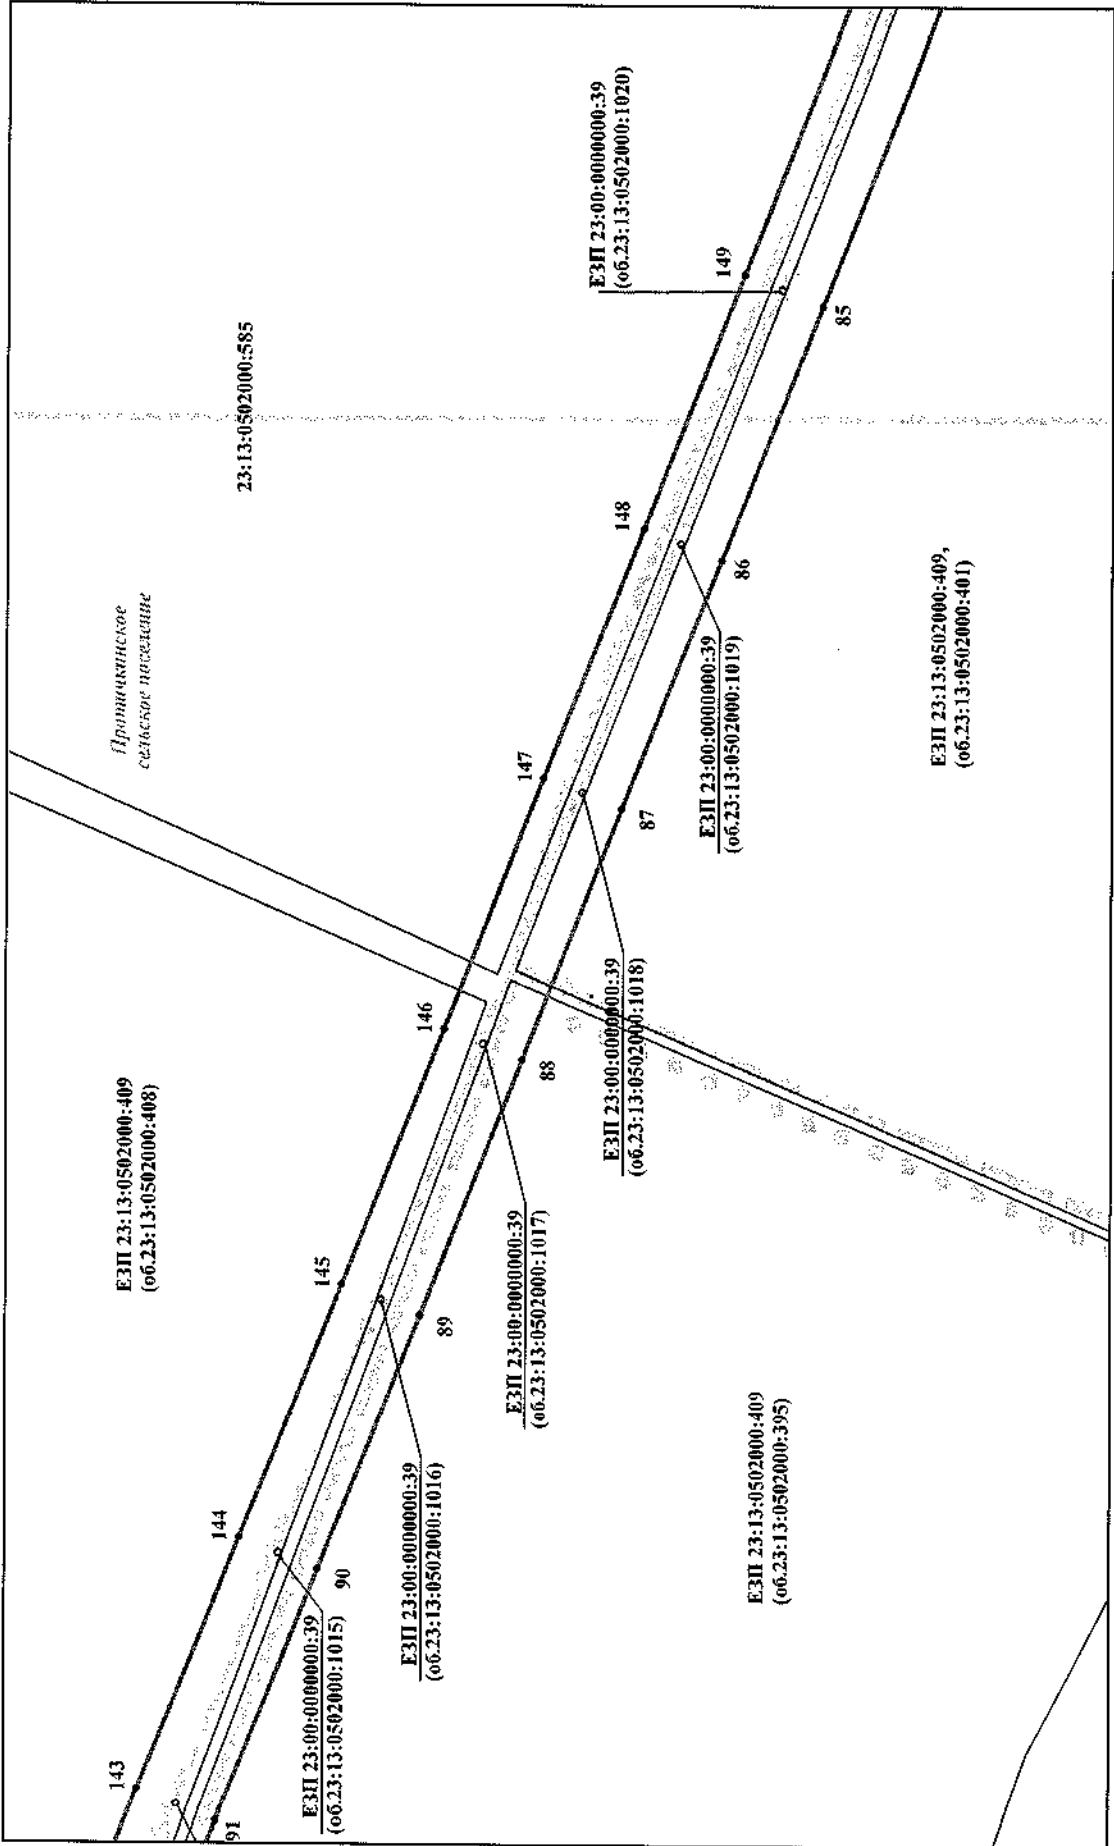 143
144
145
146
147
148
149
91
90
89
88
87
86
85
ЕЗП 23:13:0502000:409
(об.23:13:0502000:408)
сельское поселение
23:13:0502000:585
ЕЗП 23:00:0000000:39
(об.23:13:0502000:1015)
ЕЗП 23:00:0000000:39
(об.23:13:0502000:1016)
ЕЗП 23:00:0000000:39
(об.23:13:0502000:1017)
ЕЗП 23:00:0000000:39
(об.23:13:0502000:1018)
ЕЗП 23:00:0000000:39
(об.23:13:0502000:1019)
ЕЗП 23:00:0000000:39
(об.23:13:0502000:1020)
ЕЗП 23:13:0502000:409
(об.23:13:0502000:395)
ЕЗП 23:13:0502000:409,
(об.23:13:0502000:401)